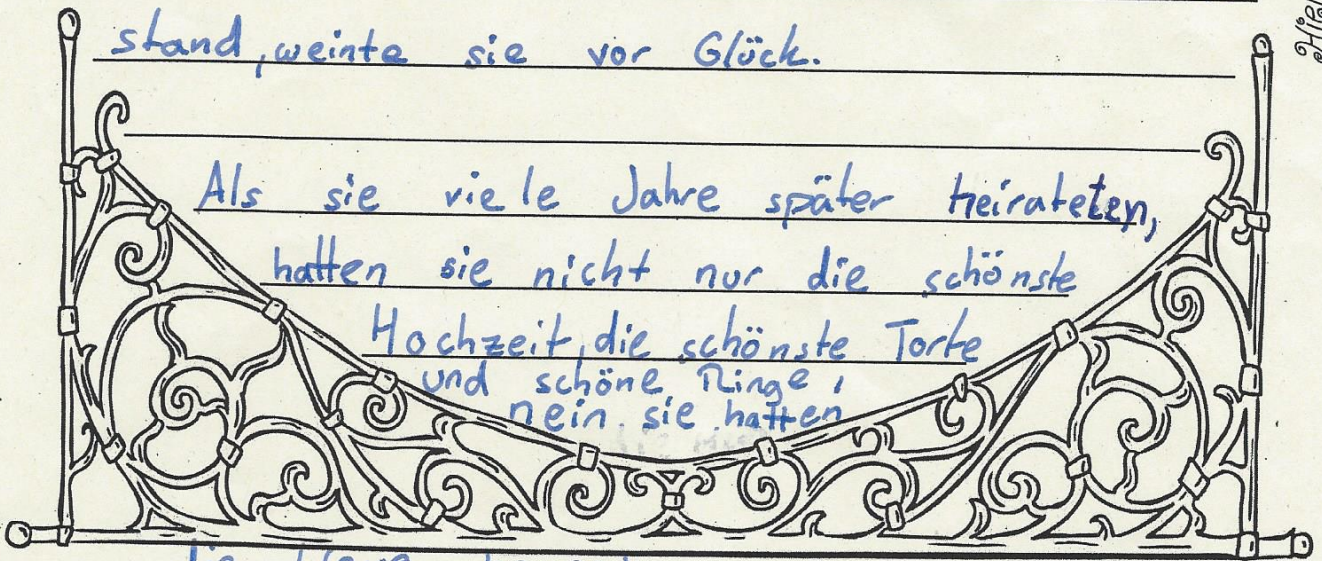 stand, weinte sie vor Glück.
Als sie viele Jahre später heirateten,
hatten sie nicht nur die schönste
Hochzeit, die schönste Torte
und schöne Ringe,
nein sie hatten